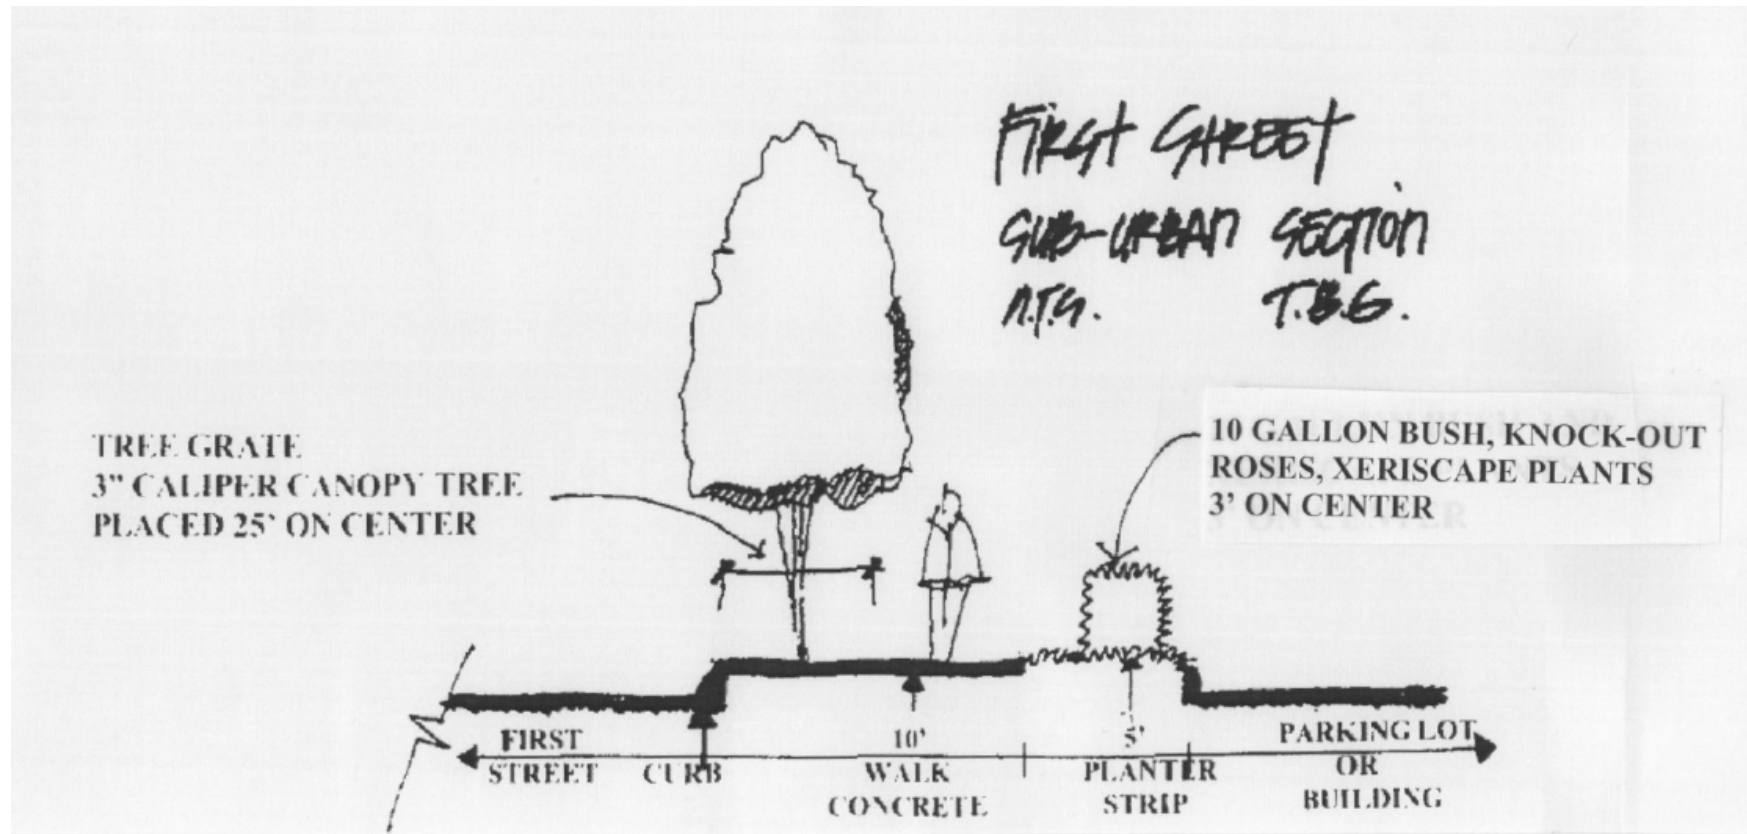 FIRST STREET
SUB-URBAN SECTION
N.T.S. T.B.G.
TREE GRATE
3" CALIPER CANOPY TREE
PLACED 25' ON CENTER
10 GALLON BUSH, KNOCK-OUT
ROSES, XERISCAPE PLANTS
3' ON CENTER
FIRST
STREET
CURB
10'
WALK
CONCRETE
5'
PLANTER
STRIP
PARKING LOT
OR
BUILDING